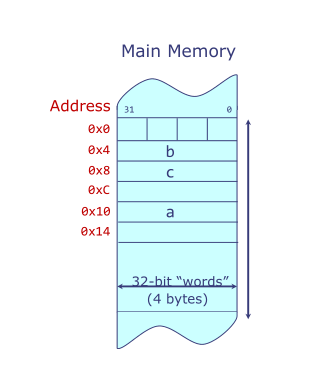 Main Memory
Address
31 0
0x0
0x4 b
0x8 c
0xC
0x10 a
0x14
32-bit “words”
(4 bytes)